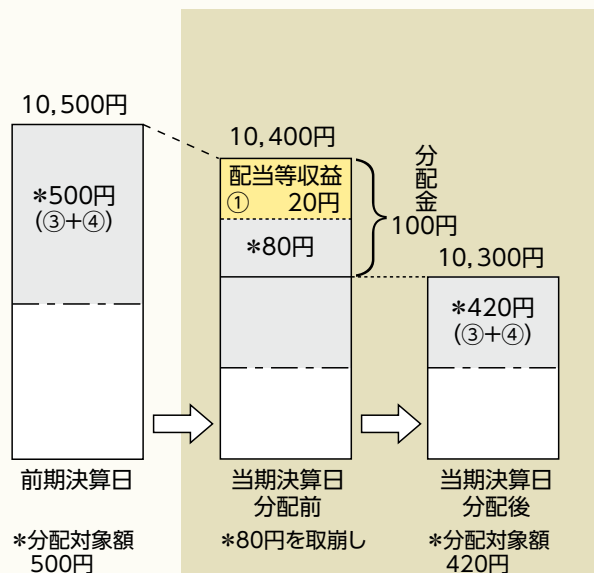 10,500円
*500円
(③+④)
前期決算日
*分配対象額
500円
10,400円
配当等収益
① 20円
*80円
分配金
100円
当期決算日
分配前
*80円を取崩し
10,300円
*420円
(③+④)
当期決算日
分配後
*分配対象額
420円